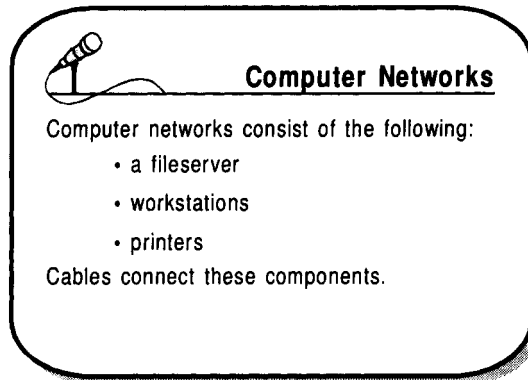 Computer Networks
Computer networks consist of the following:
• a fileserver
• workstations
• printers
Cables connect these components.